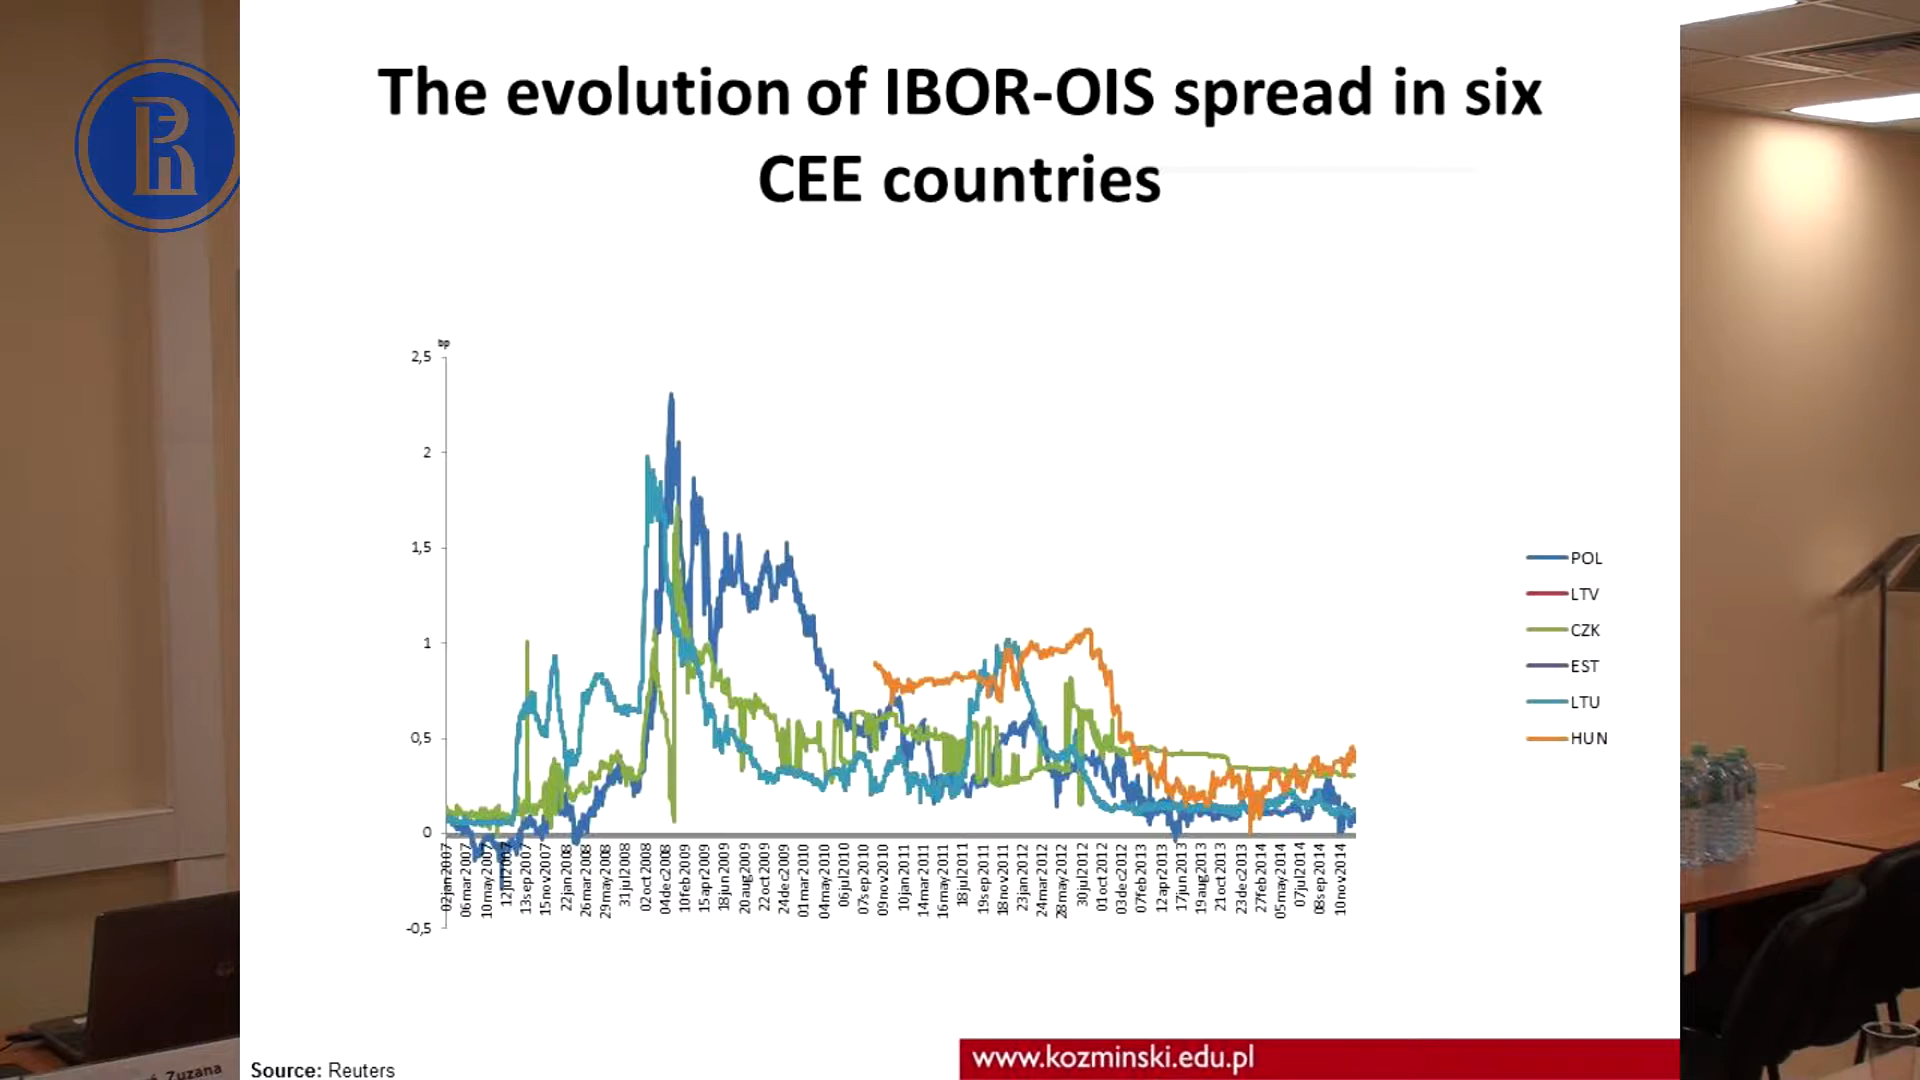 The evolution of IBOR-OIS spread in six
CEE countries
bp
2,5
2
1,5
1
0,5
0
-0,5
02jan2007
06mar2007
10may2007
12jul2007
13sep2007
15nov2007
22jan2008
26mar2008
29may2008
31jul2008
02oct2008
04dec2008
10feb2009
15apr2009
18jun2009
20aug2009
22oct2009
24dec2009
01mar2010
04may2010
06jul2010
07sep2010
09nov2010
10jan2011
14mar2011
16may2011
18jul2011
19sep2011
18nov2011
23jan2012
24mar2012
28may2012
30jul2012
01oct2012
03dec2012
07feb2013
12apr2013
17jun2013
19aug2013
21oct2013
23dec2013
27feb2014
05may2014
07jul2014
08sep2014
10nov2014
POL
LTV
CZK
EST
LTU
HUN
Source: Reuters
www.kozminski.edu.pl
Zuzana